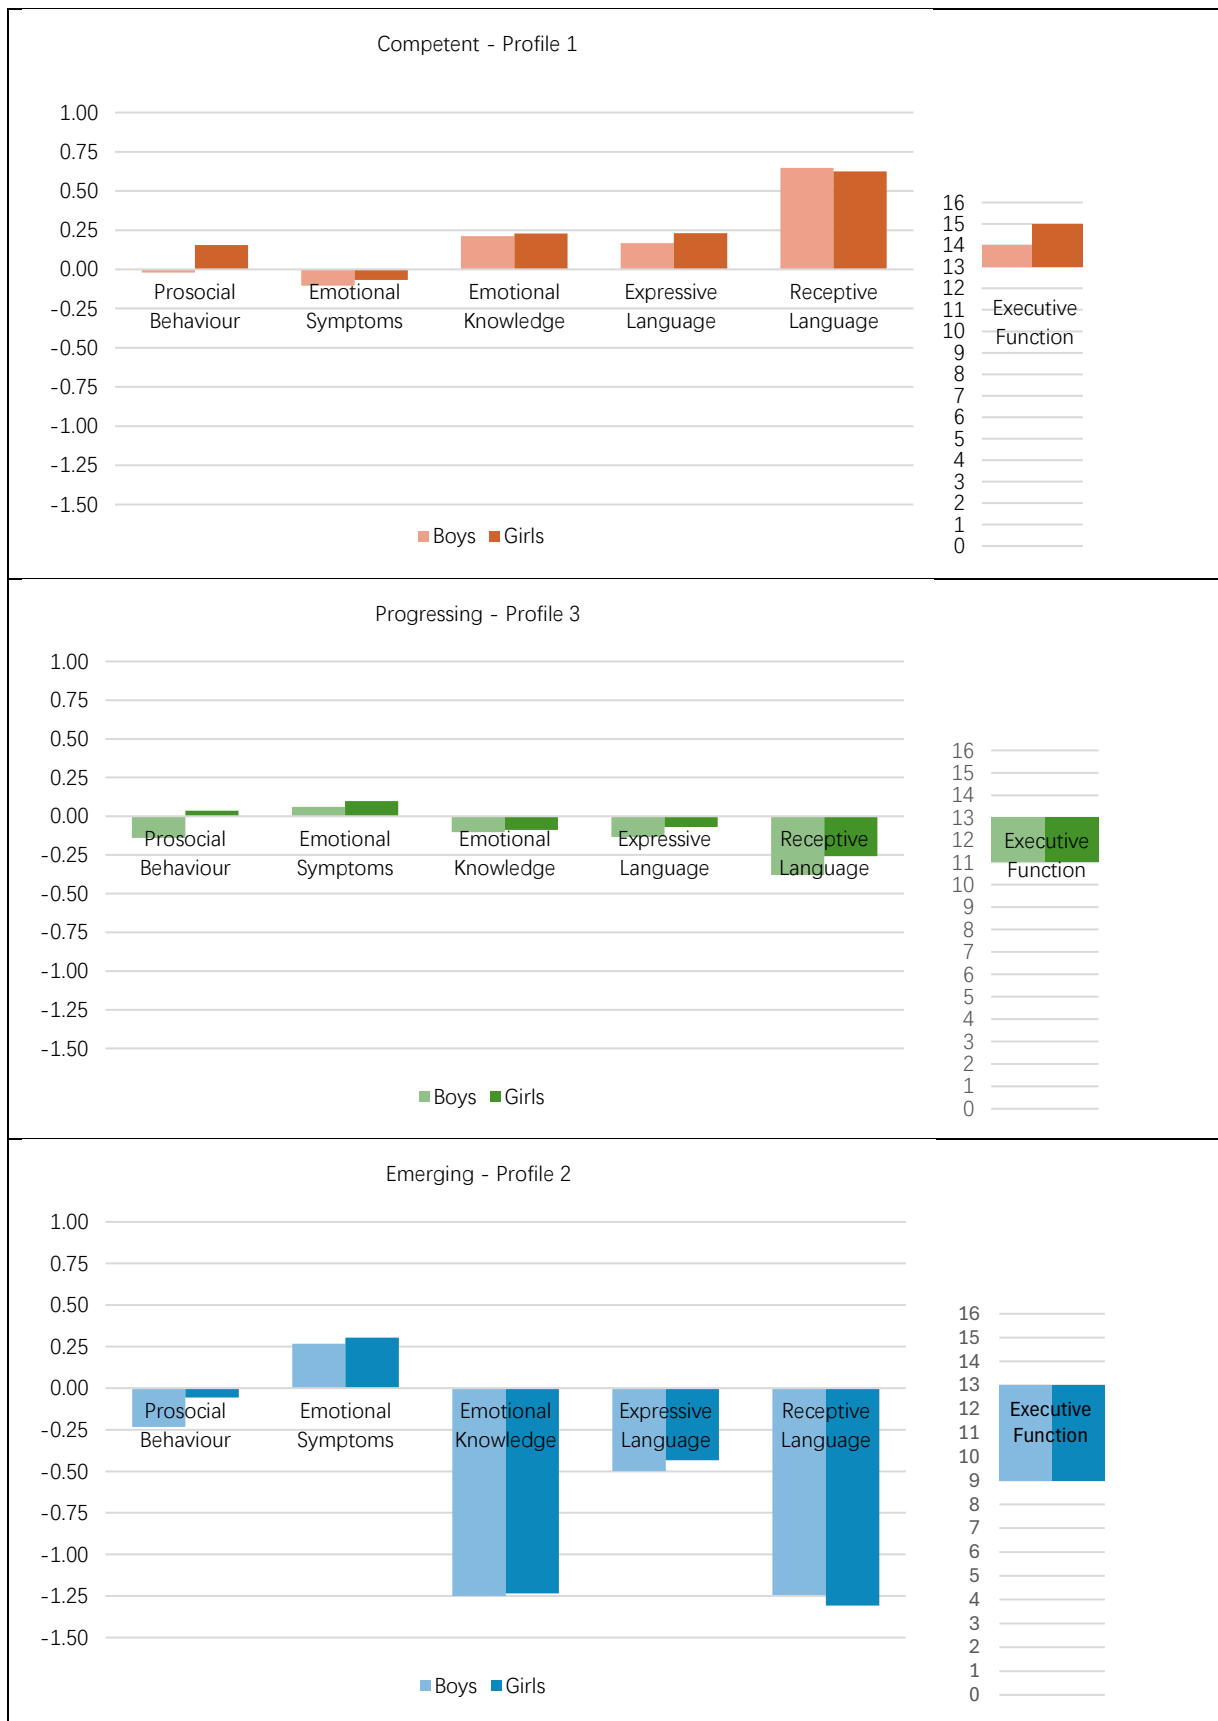 Competent - Profile 1
1.00
0.75
0.50
0.25
0.00
-0.25
-0.50
-0.75
-1.00
-1.25
-1.50
Prosocial
Behaviour
Emotional
Symptoms
Emotional
Knowledge
Expressive
Language
Receptive
Language
Boys Girls
16
15
14
13
12
11
10
9
8
7
6
5
4
3
2
1
0
Executive
Function
Progressing - Profile 3
1.00
0.75
0.50
0.25
0.00
-0.25
-0.50
-0.75
-1.00
-1.25
-1.50
Prosocial
Behaviour
Emotional
Symptoms
Emotional
Knowledge
Expressive
Language
Receptive
Language
Boys Girls
16
15
14
13
12
11
10
9
8
7
6
5
4
3
2
1
0
Executive
Function
Emerging - Profile 2
1.00
0.75
0.50
0.25
0.00
-0.25
-0.50
-0.75
-1.00
-1.25
-1.50
Prosocial
Behaviour
Emotional
Symptoms
Emotional
Knowledge
Expressive
Language
Receptive
Language
Boys Girls
16
15
14
13
12
11
10
9
8
7
6
5
4
3
2
1
0
Executive
Function